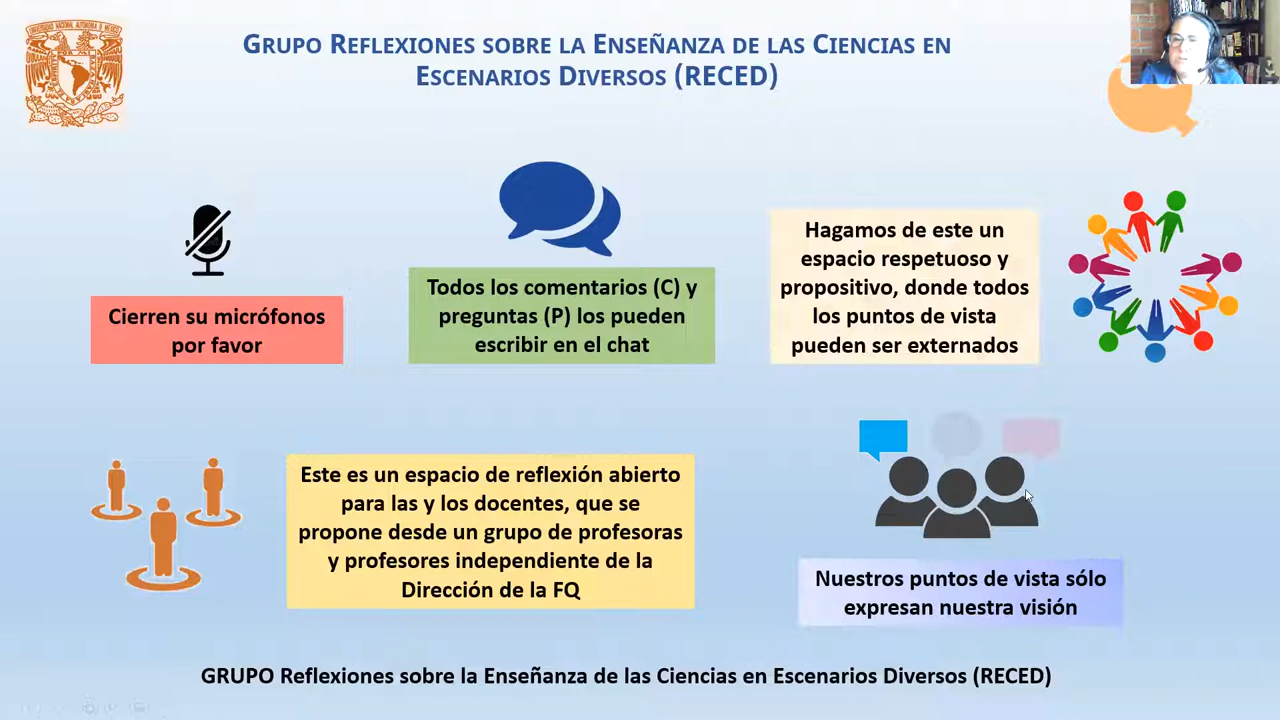 GRUPO REFLEXIONES SOBRE LA ENSEÑANZA DE LAS CIENCIAS EN
ESCENARIOS DIVERSOS (RECED)
Cierren su micrófonos
por favor
Todos los comentarios (C) y
preguntas (P) los pueden
escribir en el chat
Hagamos de este un
espacio respetuoso y
propositivo, donde todos
los puntos de vista
pueden ser externados
Este es un espacio de reflexión abierto
para las y los docentes, que se
propone desde un grupo de profesoras
y profesores independiente de la
Dirección de la FQ
Nuestros puntos de vista sólo
expresan nuestra visión
GRUPO Reflexiones sobre la Enseñanza de las Ciencias en Escenarios Diversos (RECED)